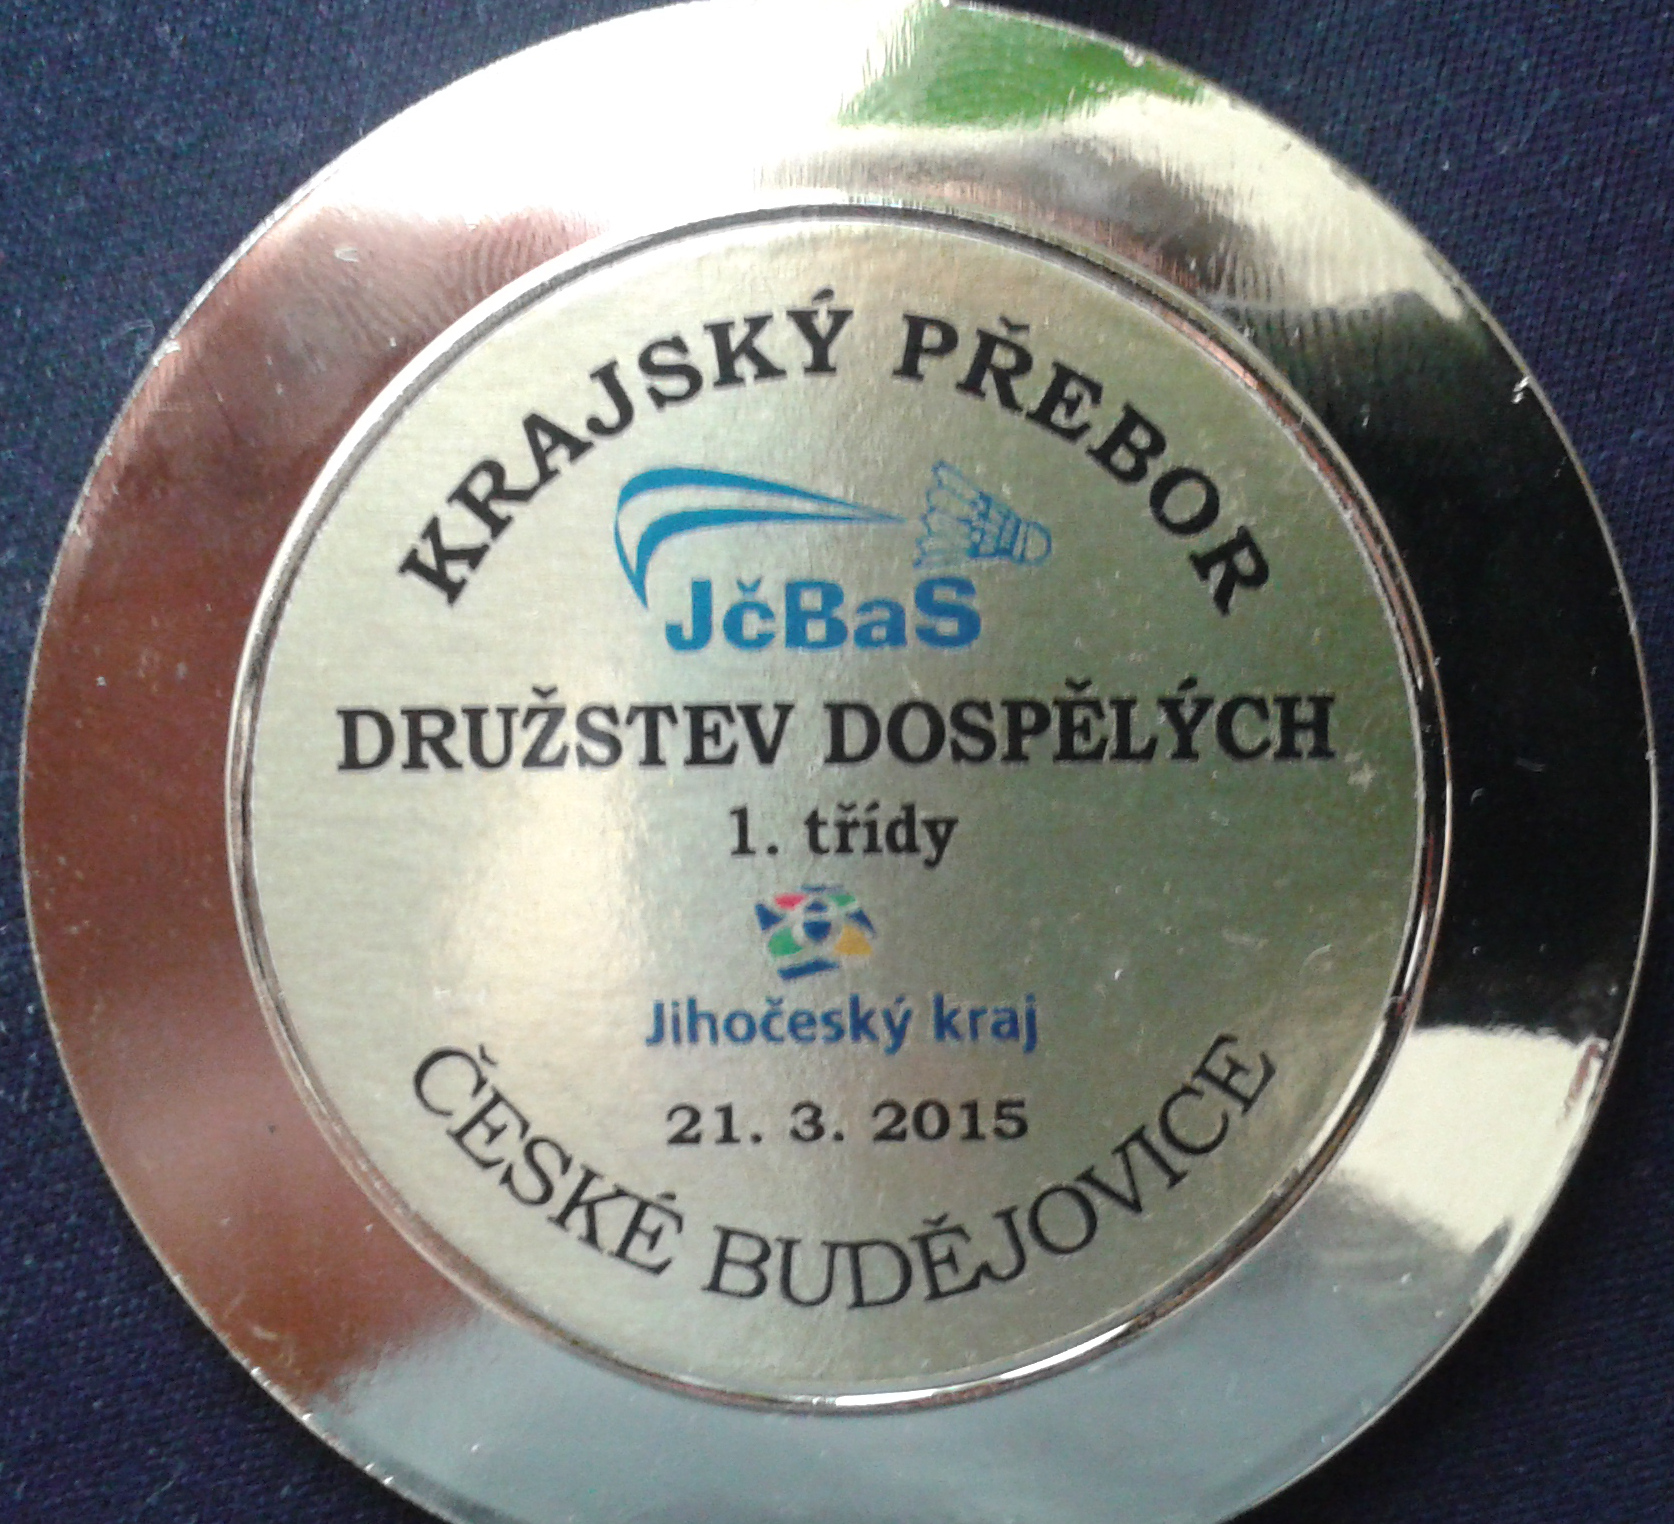 KRAJSKÝ PŘEBOR
JčBaS
DRUŽSTEV DOSPĚLÝCH
1. třídy
Jihočeský kraj
21. 3. 2015
ČESKÉ BUDĚJOVICE